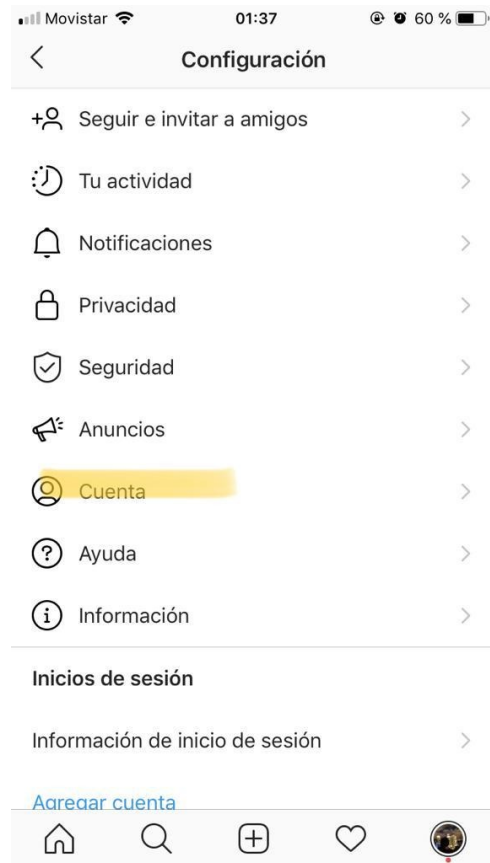 Movistar 01:37 60 %
Configuración
Seguir e invitar a amigos
Tu actividad
Notificaciones
Privacidad
Seguridad
Anuncios
Cuenta
Ayuda
Información
Inicios de sesión
Información de inicio de sesión
Agregar cuenta